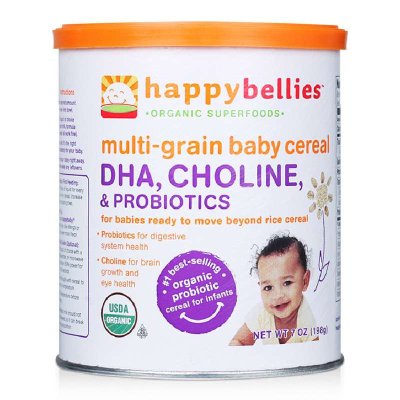 happybellies™
• ORGANIC SUPERFOODS •
multi-grain baby cereal
DHA, CHOLINE,
& PROBIOTICS
for babies ready to move beyond rice cereal
• Probiotics for digestive
system health
• Choline for brain
growth and
eye health
• #1 best-selling •
organic
probiotic
cereal for infants
USDA
ORGANIC
NET WT 7 OZ (198g)